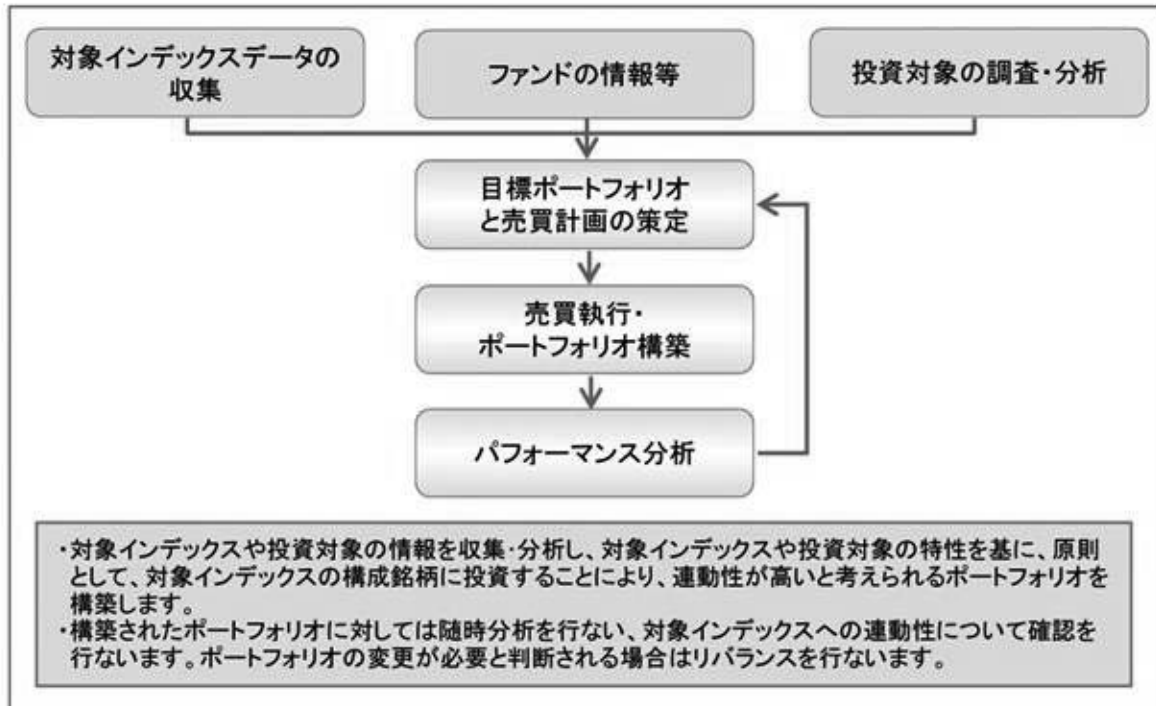 対象インデックスデータの
収集
ファンドの情報等
投資対象の調査・分析
目標ポートフォリオ
と売買計画の策定
売買執行・
ポートフォリオ構築
パフォーマンス分析
・対象インデックスや投資対象の情報を収集・分析し、対象インデックスや投資対象の特性を基に、原則
として、対象インデックスの構成銘柄に投資することにより、連動性が高いと考えられるポートフォリオを
構築します。
・構築されたポートフォリオに対しては随時分析を行ない、対象インデックスへの連動性について確認を
行ないます。ポートフォリオの変更が必要と判断される場合はリバランスを行ないます。